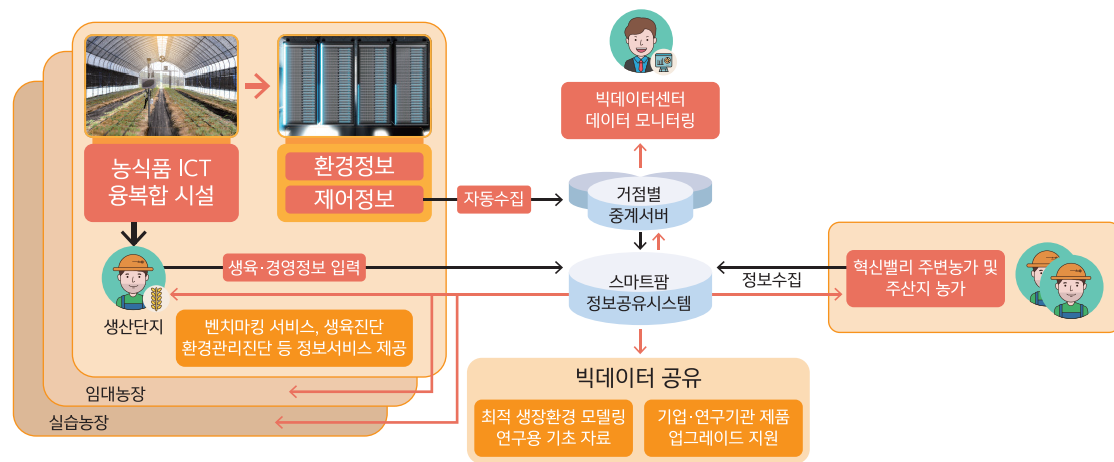 농식품 ICT
융복합 시설
환경정보
제어정보
자동수집
빅데이터센터
데이터 모니터링
거점별
중계서버
생산단지
생육·경영정보 입력
스마트팜
정보공유시스템
정보수집
혁신밸리 주변농가 및
주산지 농가
벤치마킹 서비스, 생육진단
환경관리진단 등 정보서비스 제공
임대농장
실습농장
빅데이터 공유
최적 생장환경 모델링
연구용 기초 자료
기업·연구기관 제품
업그레이드 지원